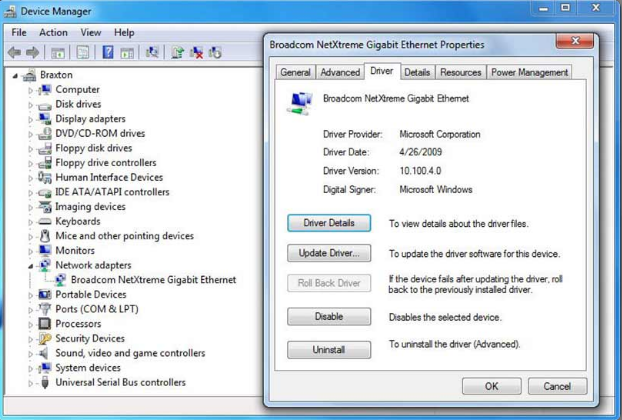 Device Manager
File Action View Help
Braxton
Computer
Disk drives
Display adapters
DVD/CD-ROM drives
Floppy disk drives
Floppy drive controllers
Human Interface Devices
IDE ATA/ATAPI controllers
Imaging devices
Keyboards
Mice and other pointing devices
Monitors
Network adapters
Broadcom NetXtreme Gigabit Ethernet
Portable Devices
Ports (COM & LPT)
Processors
Security Devices
Sound, video and game controllers
System devices
Universal Serial Bus controllers
Broadcom NetXtreme Gigabit Ethernet Properties
General Advanced Driver Details Resources Power Management
Broadcom NetXtreme Gigabit Ethernet
Driver Provider: Microsoft Corporation
Driver Date: 4/26/2009
Driver Version: 10.100.4.0
Digital Signer: Microsoft Windows
Driver Details To view details about the driver files.
Update Driver... To update the driver software for this device.
Roll Back Driver If the device fails after updating the driver, roll
back to the previously installed driver.
Disable Disables the selected device.
Uninstall To uninstall the driver (Advanced).
OK Cancel